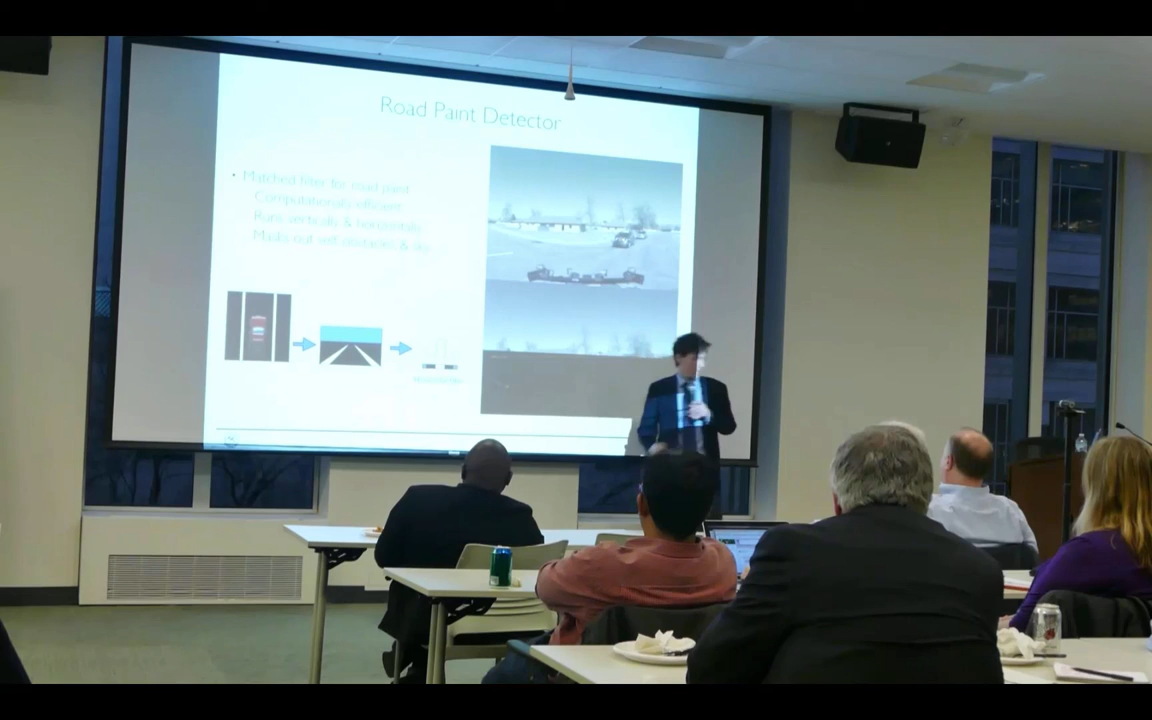 Road Paint Detector
• Matched filter for road paint
Computationally efficient
Runs vertically & horizontally
Masks out self, obstacles & sky